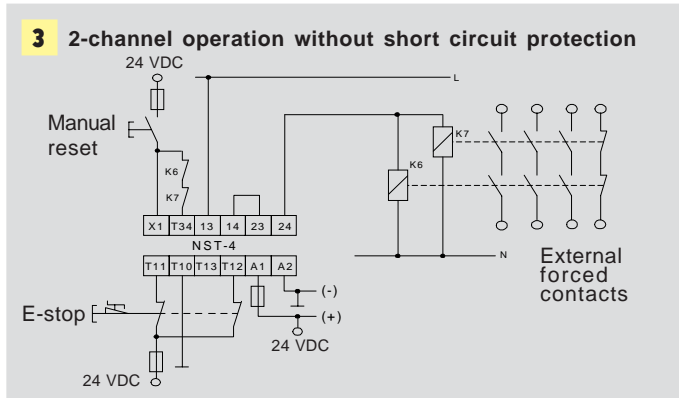 3 2-channel operation without short circuit protection
24 VDC
L
Manual
reset
K7
K6
K6
K7
X1 T34 13 14 23 24
NST-4
T11 T10 T13 T12 A1 A2
N
External
forced
contacts
(-)
E-stop
(+)
24 VDC
24 VDC